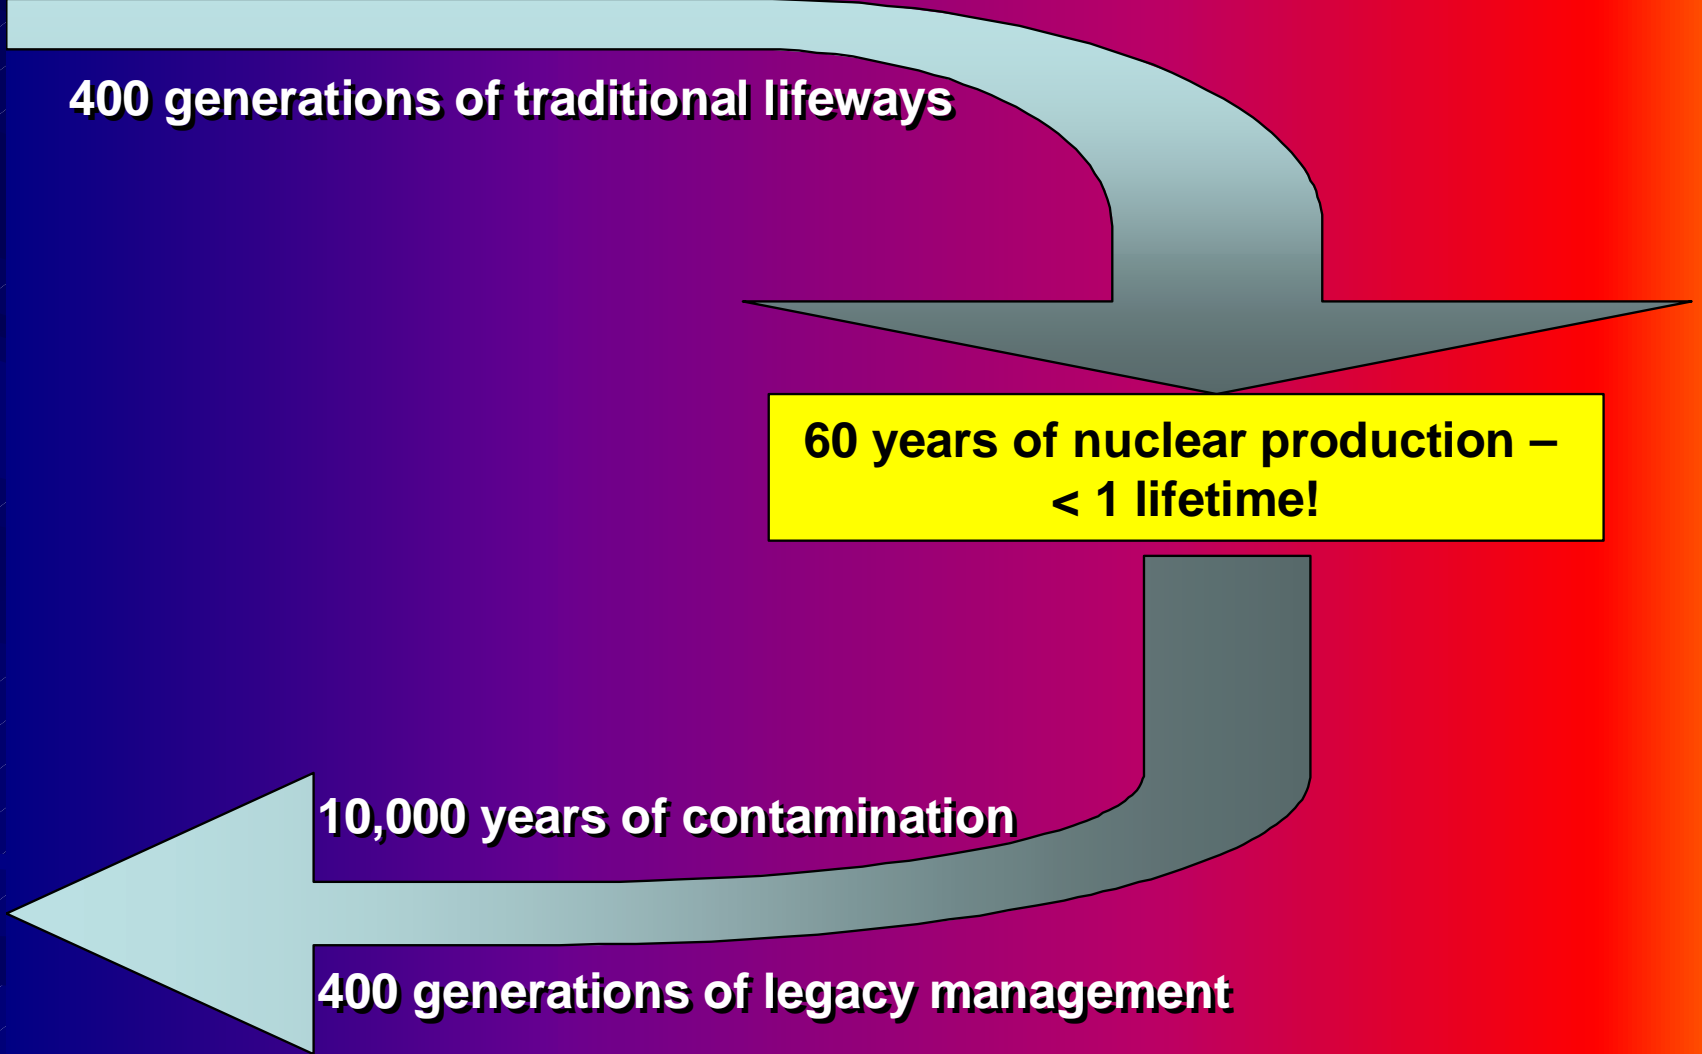 400 generations of traditional lifeways
60 years of nuclear production –
< 1 lifetime!
10,000 years of contamination
400 generations of legacy management